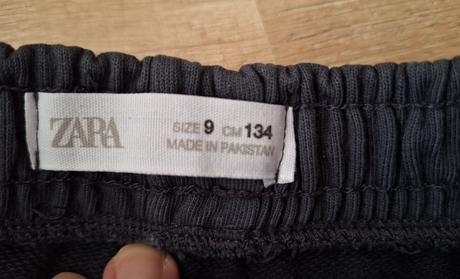 ZARA
SIZE 9 CM 134
MADE IN PAKISTAN